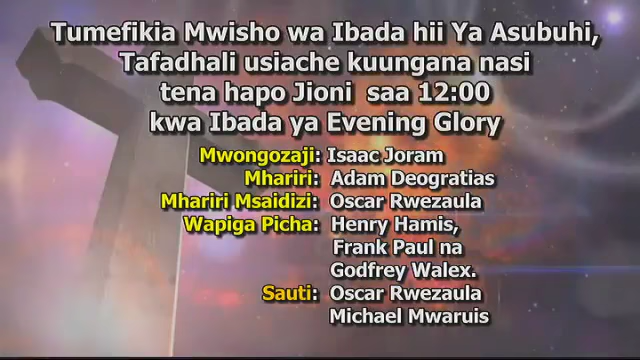 Tumefikia Mwisho wa Ibada hii Ya Asubuhi,
Tafadhali usiache kuungana nasi
tena hapo Jioni saa 12:00
kwa Ibada ya Evening Glory
Mwongozaji: Isaac Joram
Mhariri: Adam Deogratias
Mhariri Msaidizi: Oscar Rwezaula
Wapiga Picha: Henry Hamis,
Frank Paul na
Godfrey Walex.
Sauti: Oscar Rwezaula
Michael Mwaruis